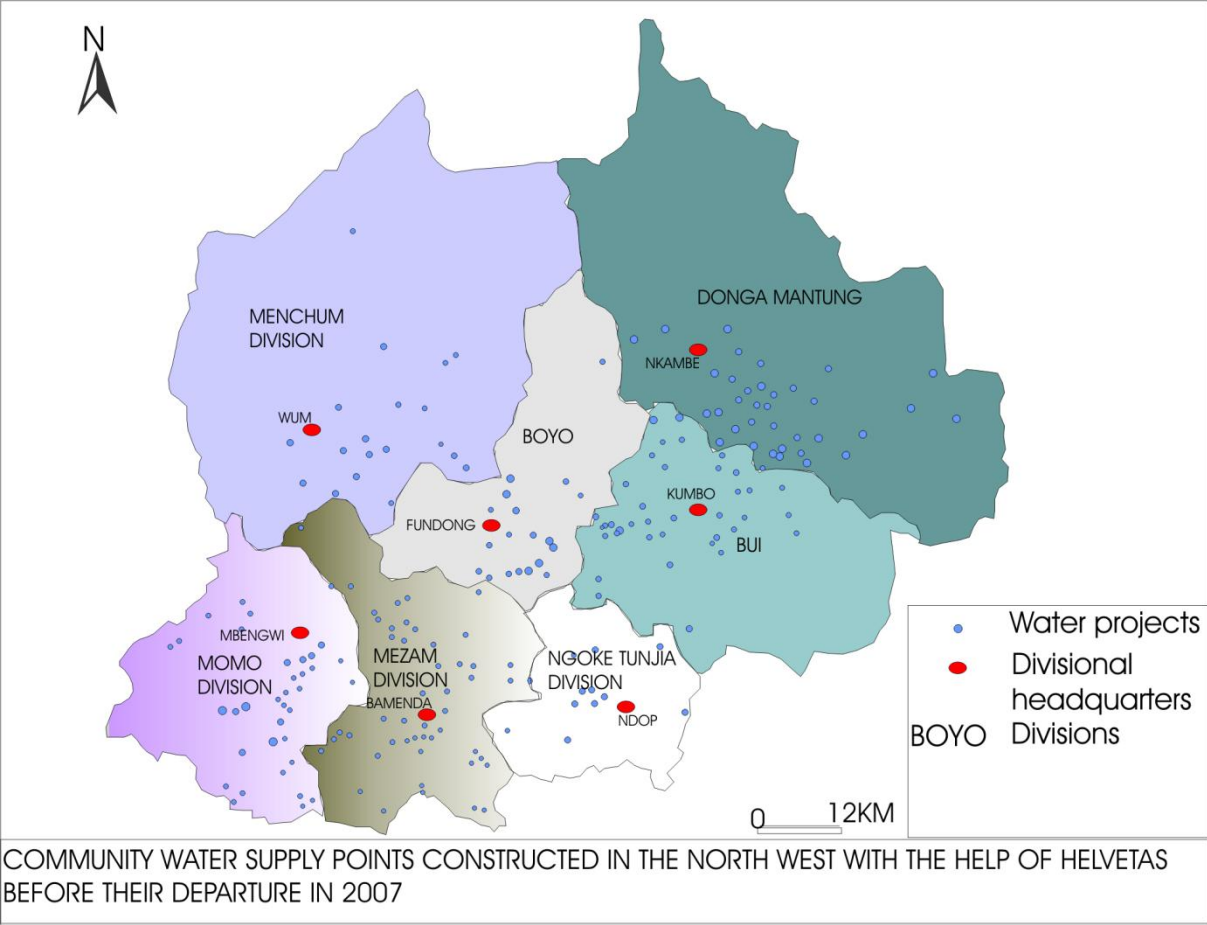 N
MENCHUM
DIVISION
DONGA MANTUNG
NKAMBE
WUM
BOYO
KUMBO
FUNDONG
BUI
MBENGWI
MOMO
DIVISION
MEZAM
DIVISION
BAMENDA
NGOKE TUNJIA
DIVISION
NDOP
Water projects
Divisional
headquarters
BOYO Divisions
0 12KM
COMMUNITY WATER SUPPLY POINTS CONSTRUCTED IN THE NORTH WEST WITH THE HELP OF HELVETAS
BEFORE THEIR DEPARTURE IN 2007